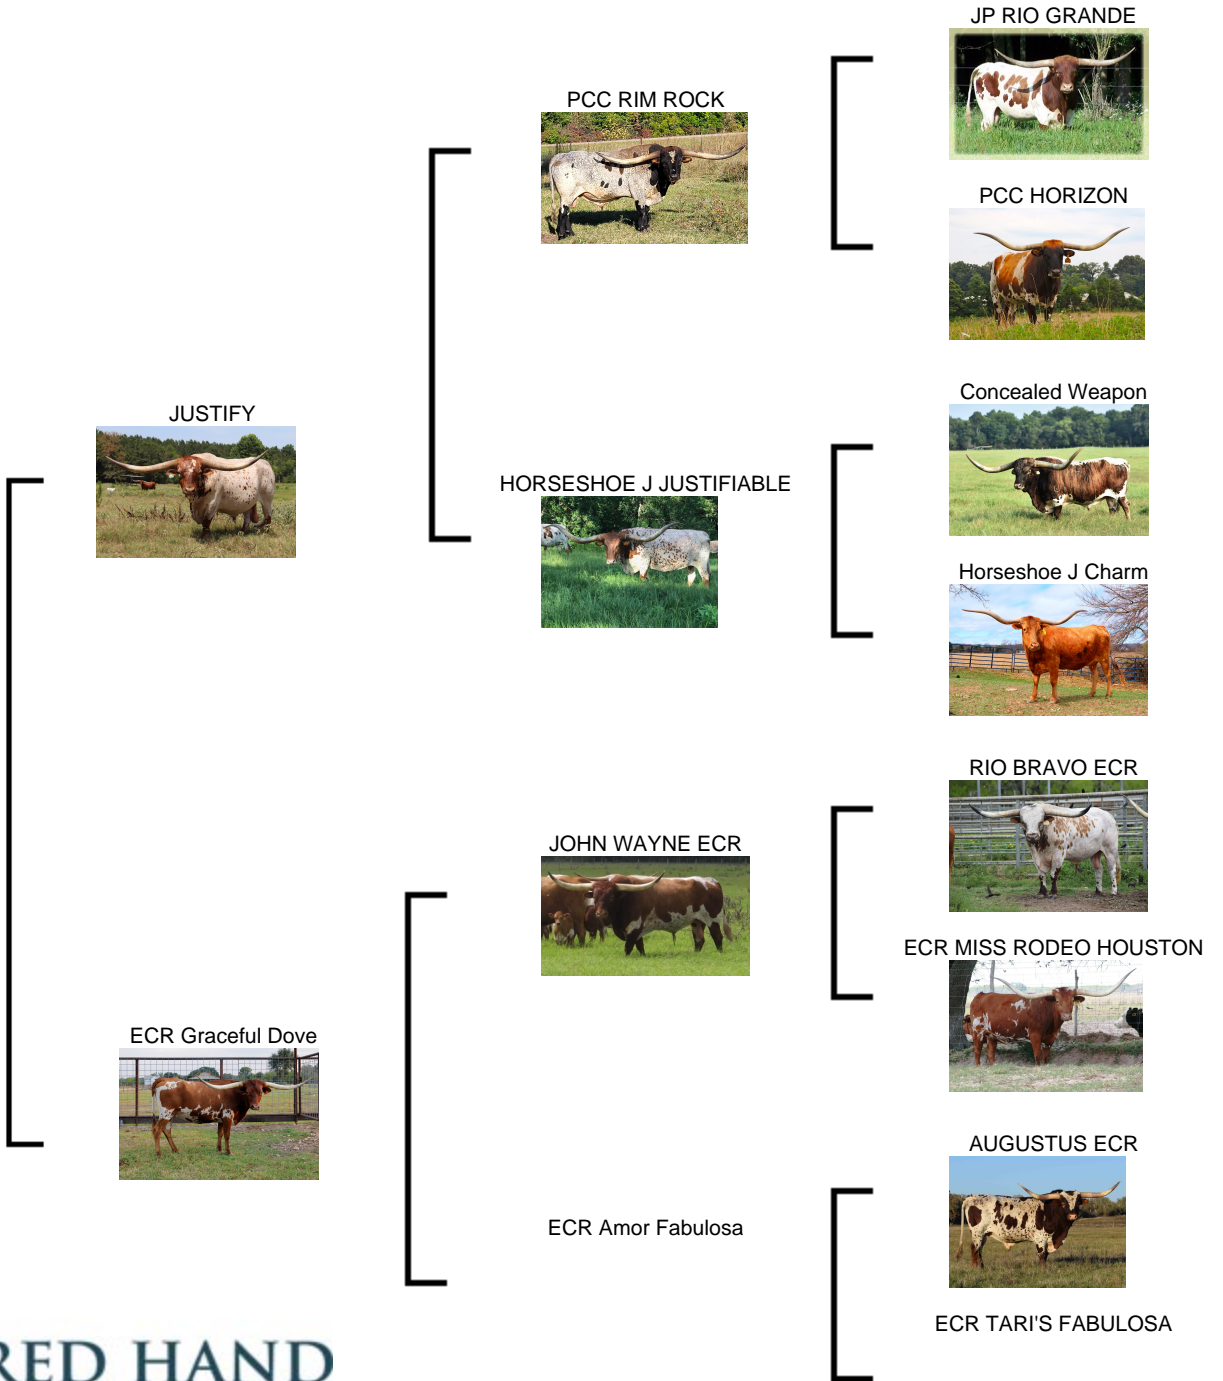 JP RIO GRANDE
PCC RIM ROCK
PCC HORIZON
JUSTIFY
Concealed Weapon
HORSESHOE J JUSTIFIABLE
Horseshoe J Charm
RIO BRAVO ECR
JOHN WAYNE ECR
ECR MISS RODEO HOUSTON
ECR Graceful Dove
AUGUSTUS ECR
ECR Amor Fabulosa
ECR TARI'S FABULOSA
RED HAND